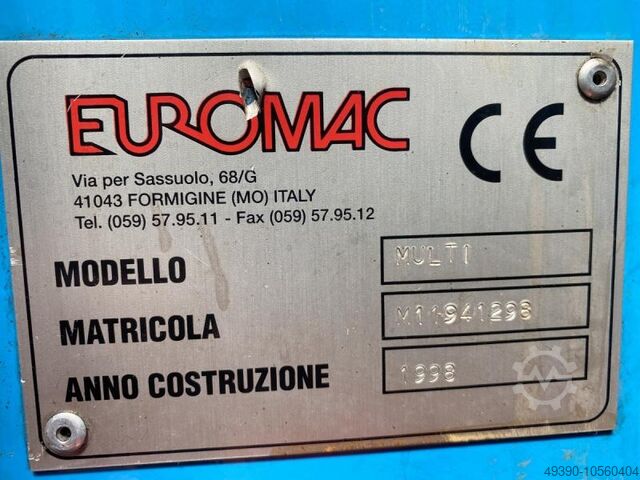 EUROMAC
CE
Via per Sassuolo, 68/G
41043 FORMIGINE (MO) ITALY
Tel. (059) 57.95.11 - Fax (059) 57.95.12
MODELLO MULTI
MATRICOLA M11941298
ANNO COSTRUZIONE 1998
49390-10560404